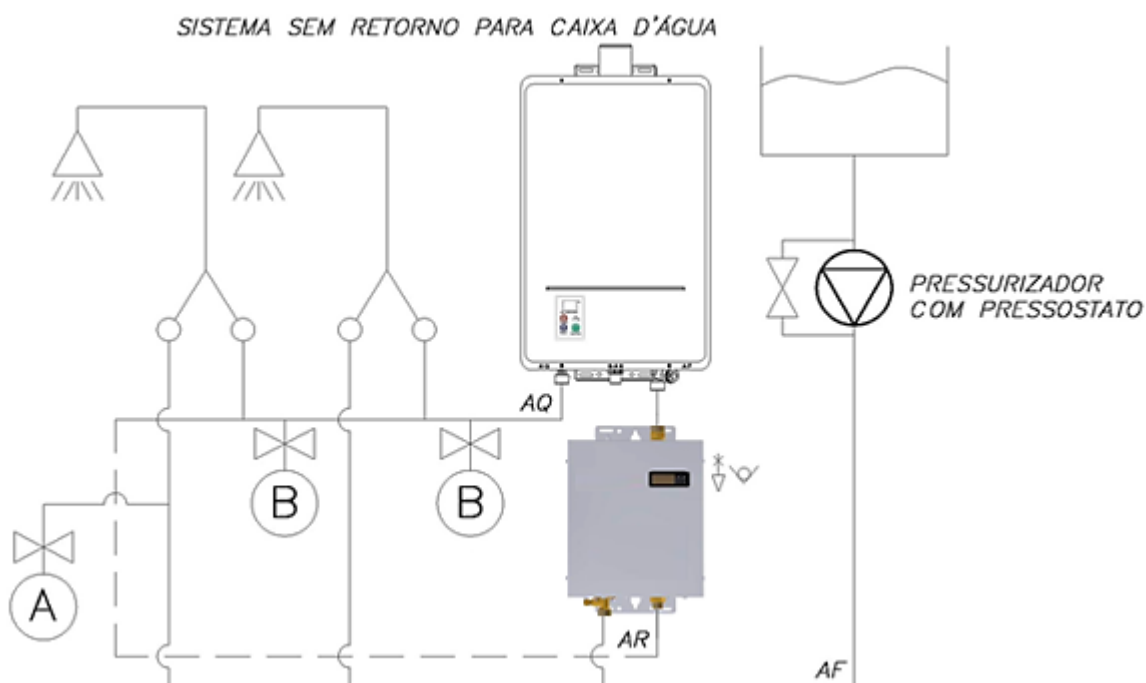 SISTEMA SEM RETORNO PARA CAIXA D'ÁGUA
PRESSURIZADOR
COM PRESSOSTATO
AQ
B
B
A
AR
AF